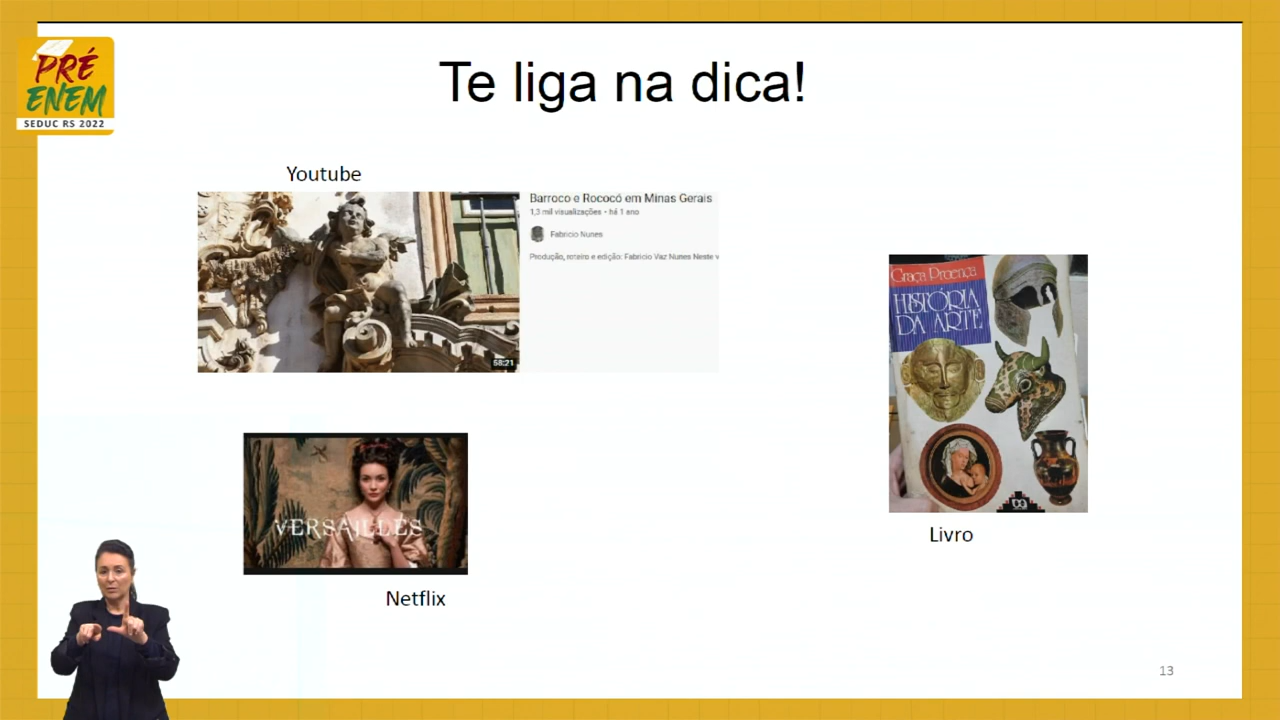 PRÉ
ENEM
SEDUC RS 2022
Te liga na dica!
Youtube
58:21
Barroco e Rococó em Minas Gerais
1,3 mil visualizações • há 1 ano
Fabricio Nunes
Produção, roteiro e edição: Fabricio Vaz Nunes Neste v
Graça Proença
HISTÓRIA
DA ARTE
Livro
VERSAILLES
Netflix
13